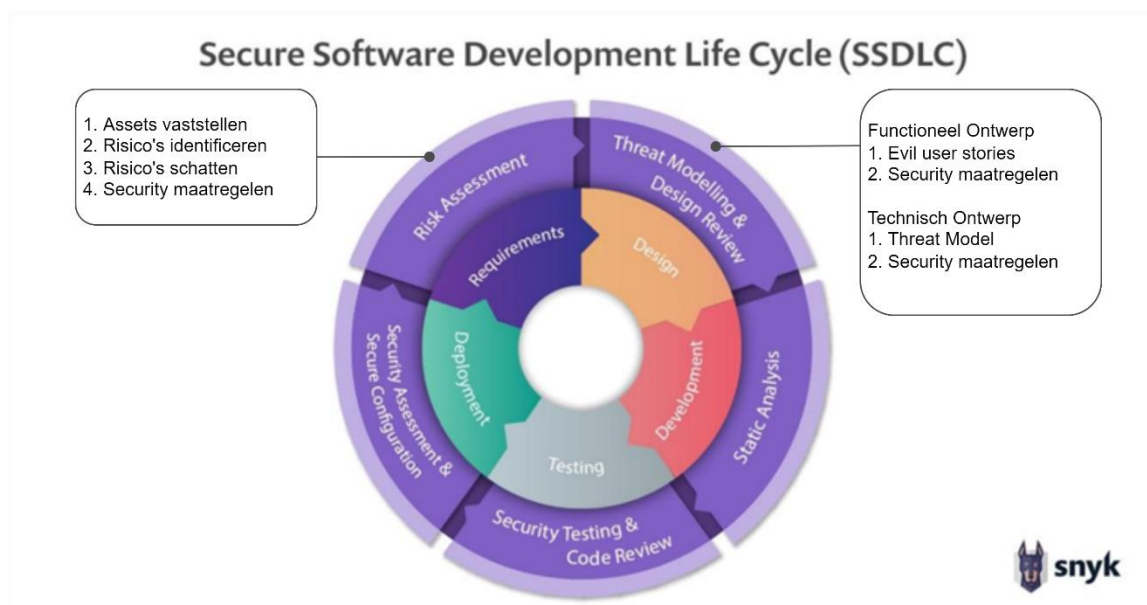 Secure Software Development Life Cycle (SSDLC)
1. Assets vaststellen
2. Risico's identificeren
3. Risico's schatten
4. Security maatregelen
Functioneel Ontwerp
1. Evil user stories
2. Security maatregelen
Technisch Ontwerp
1. Threat Model
2. Security maatregelen
Risk Assessment
Threat Modelling &
Design Review
Static Analysis
Security Testing &
Code Review
Security Assessment &
Secure Configuration
Requirements
Design
Development
Testing
Deployment
snyk